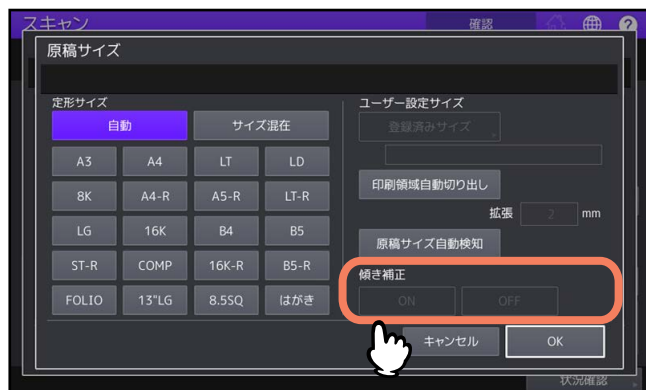 スキャン 確認
原稿サイズ
定形サイズ
自動 サイズ混在
A3 A4 LT LD
8K A4-R A5-R LT-R
LG 16K B4 B5
ST-R COMP 16K-R B5-R
FOLIO 13"LG 8.5SQ はがき
ユーザー設定サイズ
登録済みサイズ
印刷領域自動切り出し
拡張 2 mm
原稿サイズ自動検知
傾き補正
ON OFF
キャンセル OK
状況確認